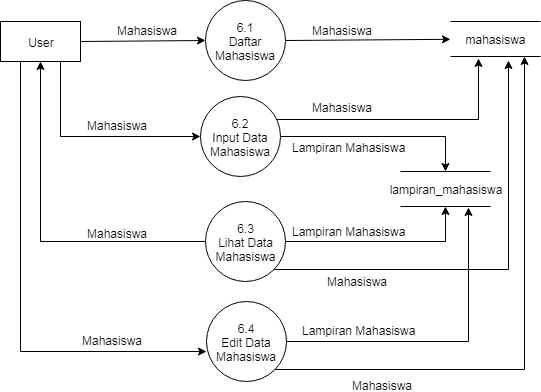 User
Mahasiswa
6.1
Daftar
Mahasiswa
Mahasiswa
mahasiswa
Mahasiswa
6.2
Input Data
Mahasiswa
Mahasiswa
Lampiran Mahasiswa
lampiran_mahasiswa
Mahasiswa
6.3
Lihat Data
Mahasiswa
Lampiran Mahasiswa
Mahasiswa
Mahasiswa
6.4
Edit Data
Mahasiswa
Lampiran Mahasiswa
Mahasiswa